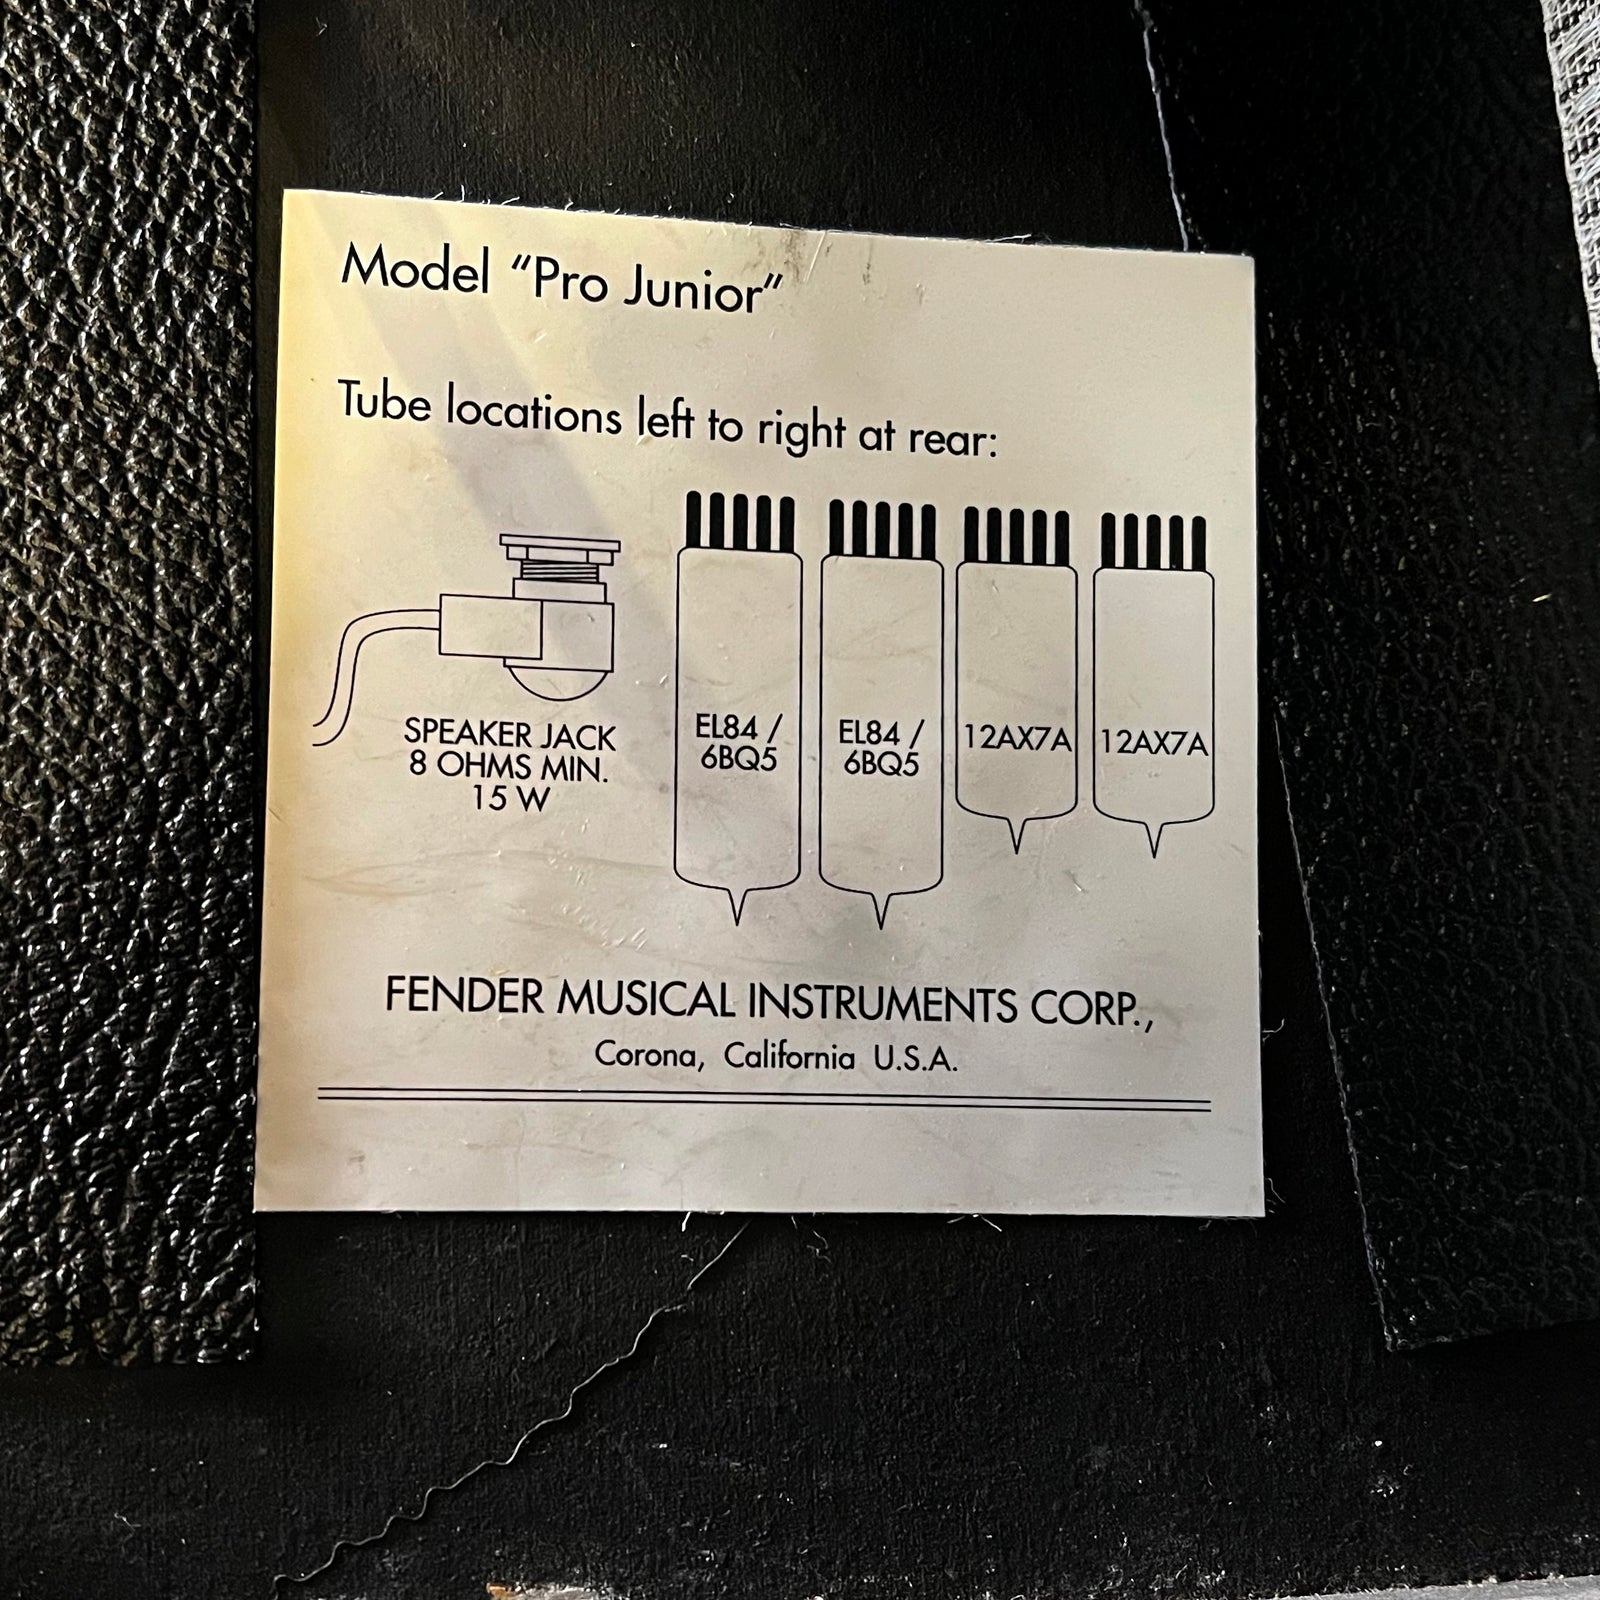 Model “Pro Junior”
Tube locations left to right at rear:
SPEAKER JACK
8 OHMS MIN.
15 W
EL84 /
6BQ5
EL84 /
6BQ5
12AX7A
12AX7A
FENDER MUSICAL INSTRUMENTS CORP.,
Corona, California U.S.A.